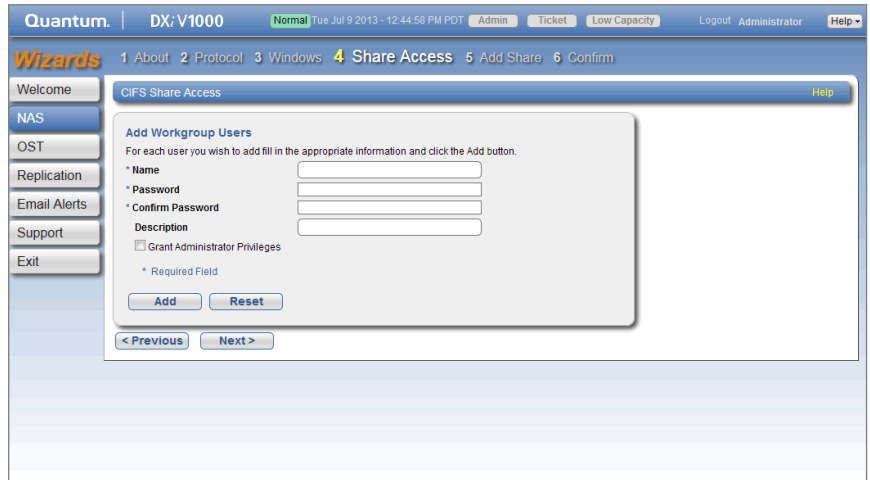 Quantum. DXi V1000 Normal Tue Jul 9 2013 - 12:44:58 PM PDT Admin Ticket Low Capacity Logout Administrator Help
Wizards 1 About 2 Protocol 3 Windows 4 Share Access 5 Add Share 6 Confirm
Welcome
NAS
OST
Replication
Email Alerts
Support
Exit
CIFS Share Access Help
Add Workgroup Users
For each user you wish to add fill in the appropriate information and click the Add button.
* Name
* Password
* Confirm Password
Description
Grant Administrator Privileges
* Required Field
Add Reset
< Previous Next >